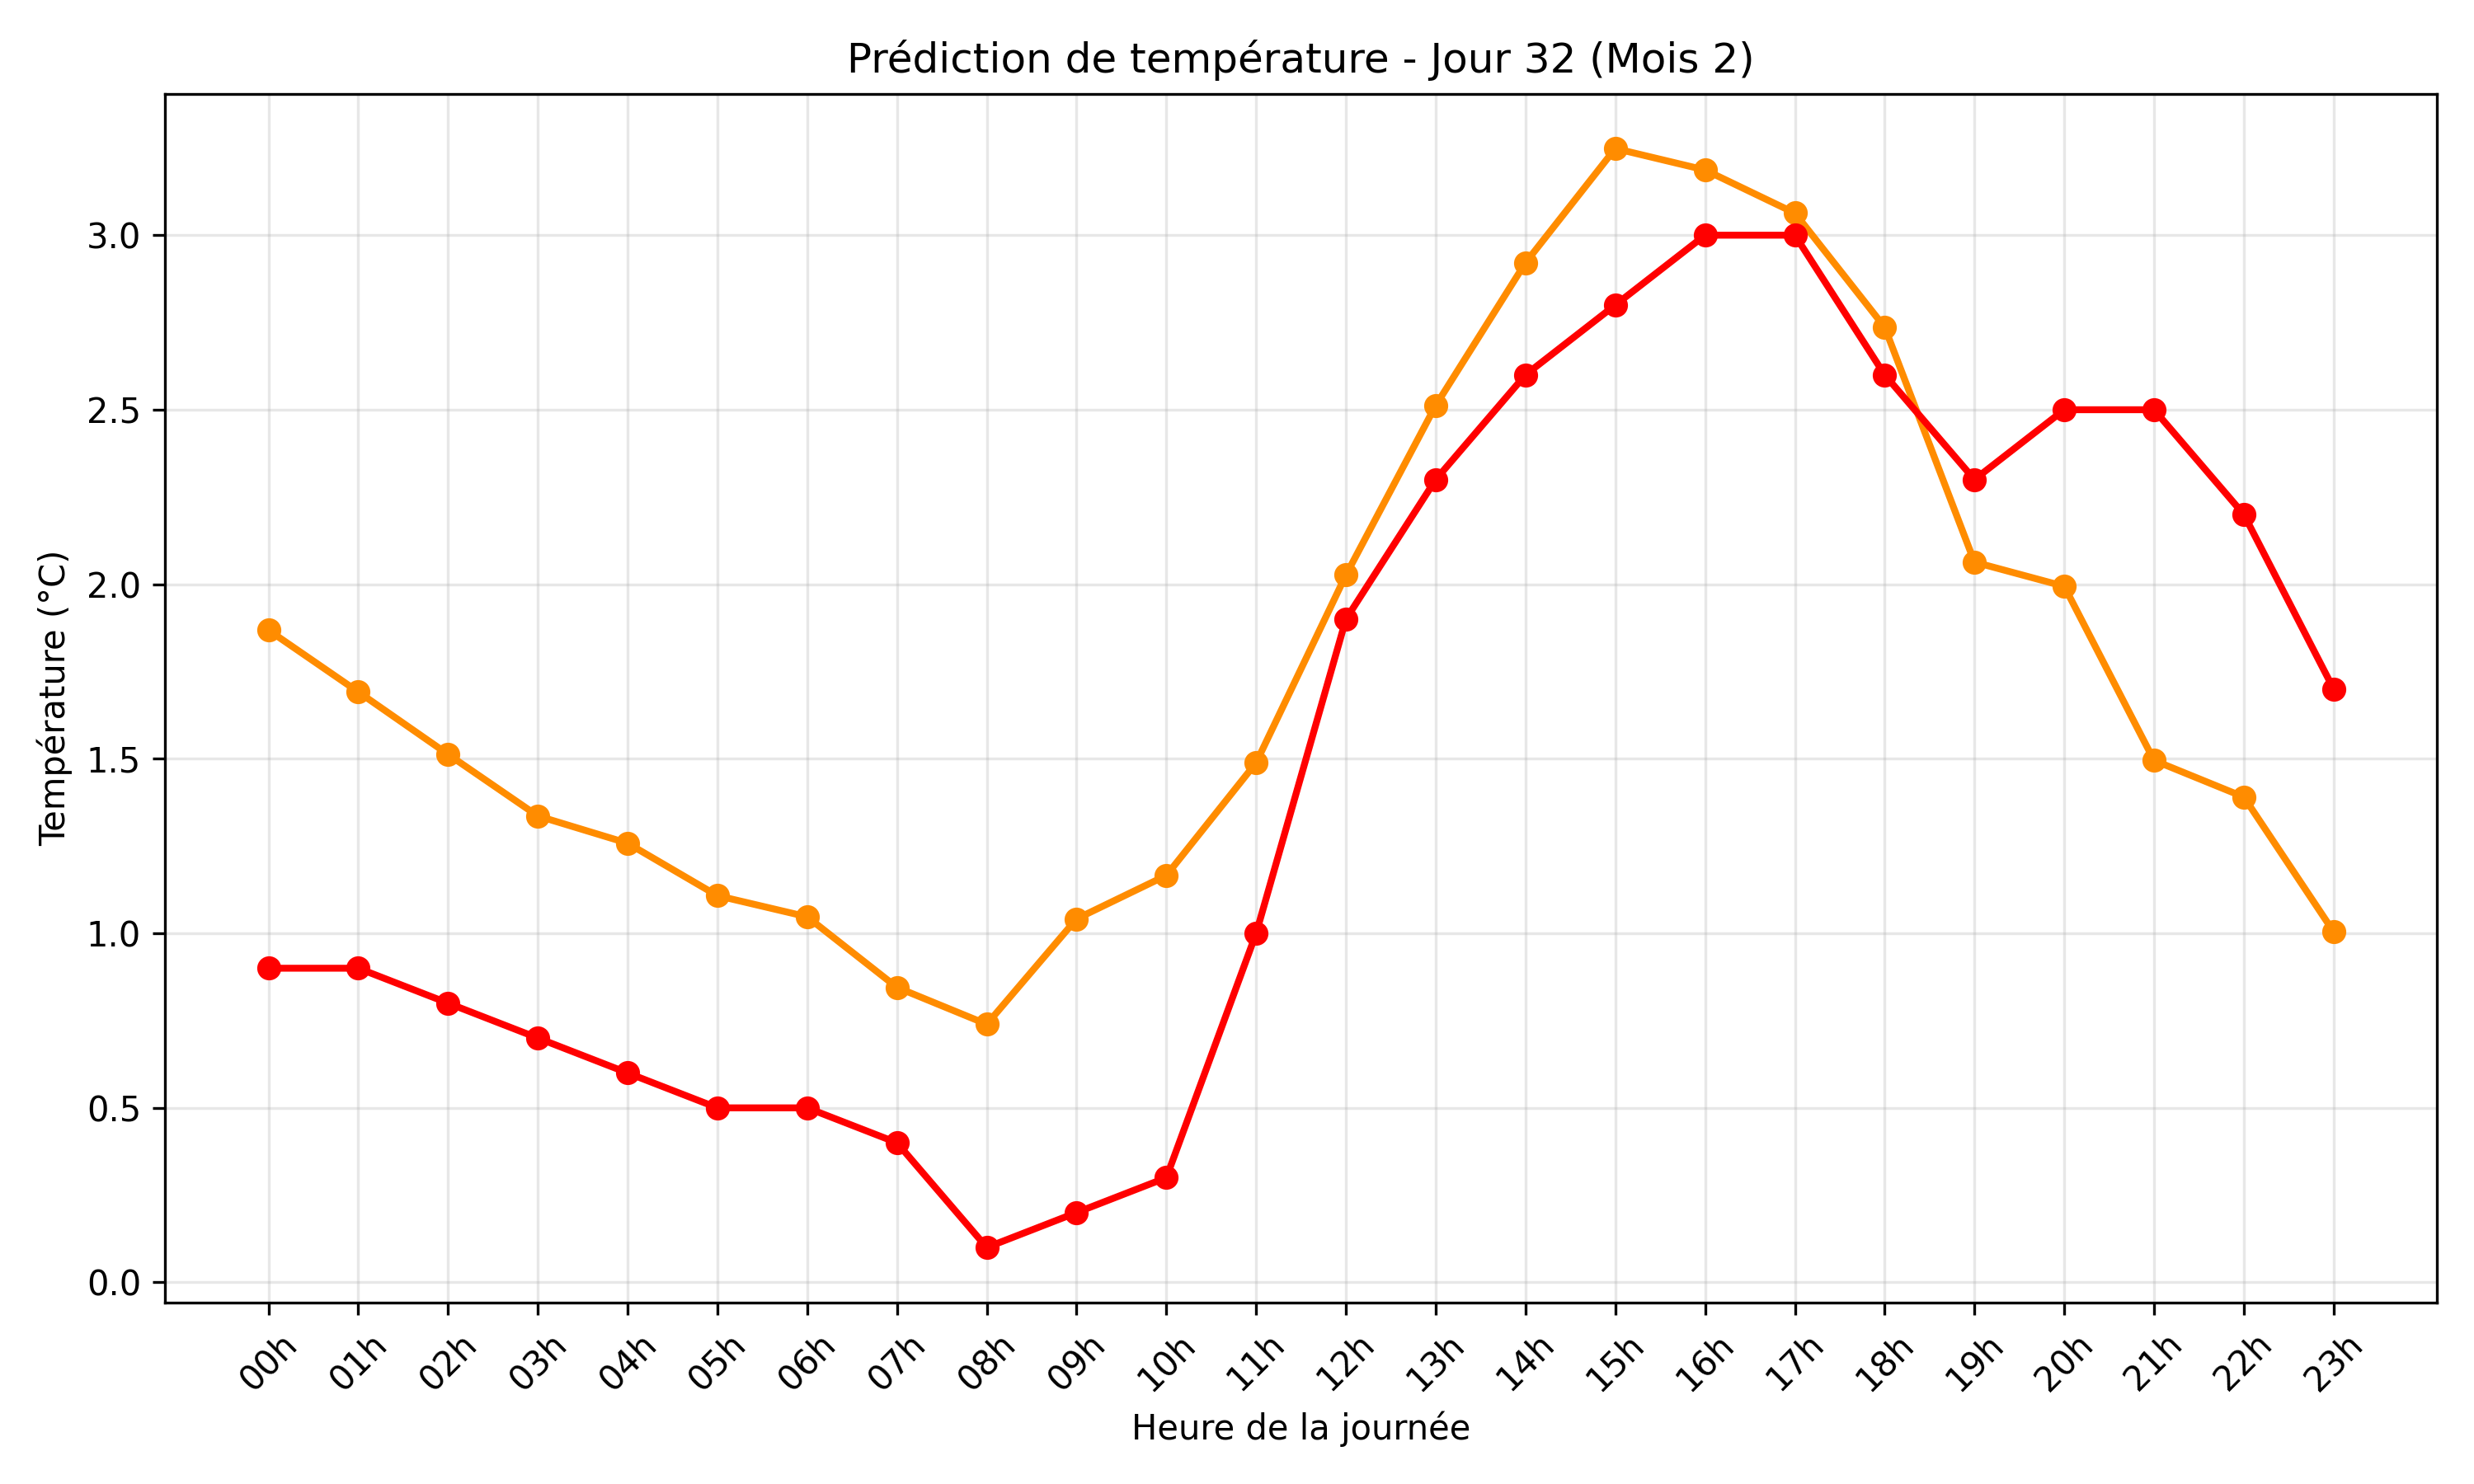 Prédiction de température - Jour 32 (Mois 2)
Température (°C)
3.0
2.5
2.0
1.5
1.0
0.5
0.0
00h 01h 02h 03h 04h 05h 06h 07h 08h 09h 10h 11h 12h 13h 14h 15h 16h 17h 18h 19h 20h 21h 22h 23h
Heure de la journée